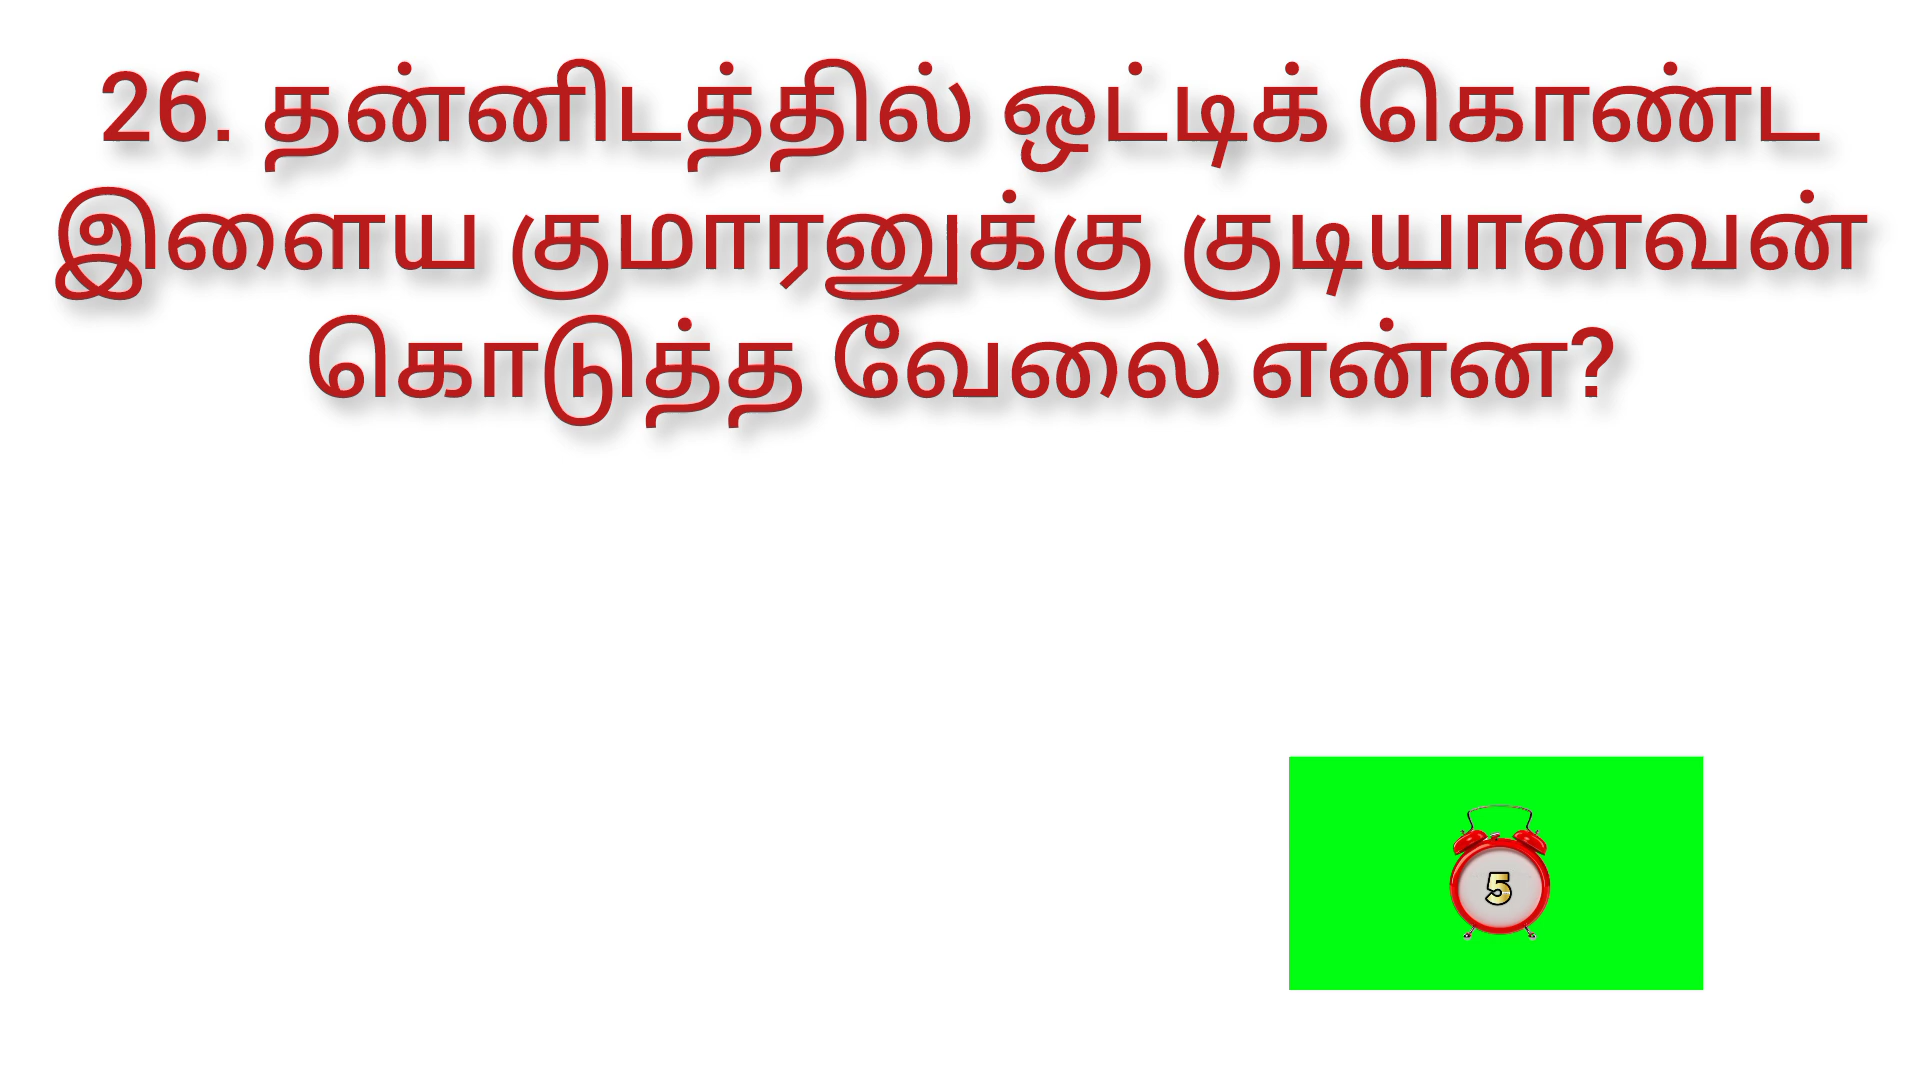 26. தன்னிடத்தில் ஒட்டிக் கொண்ட
இளைய குமாரனுக்கு குடியானவன்
கொடுத்த வேலை என்ன?
5